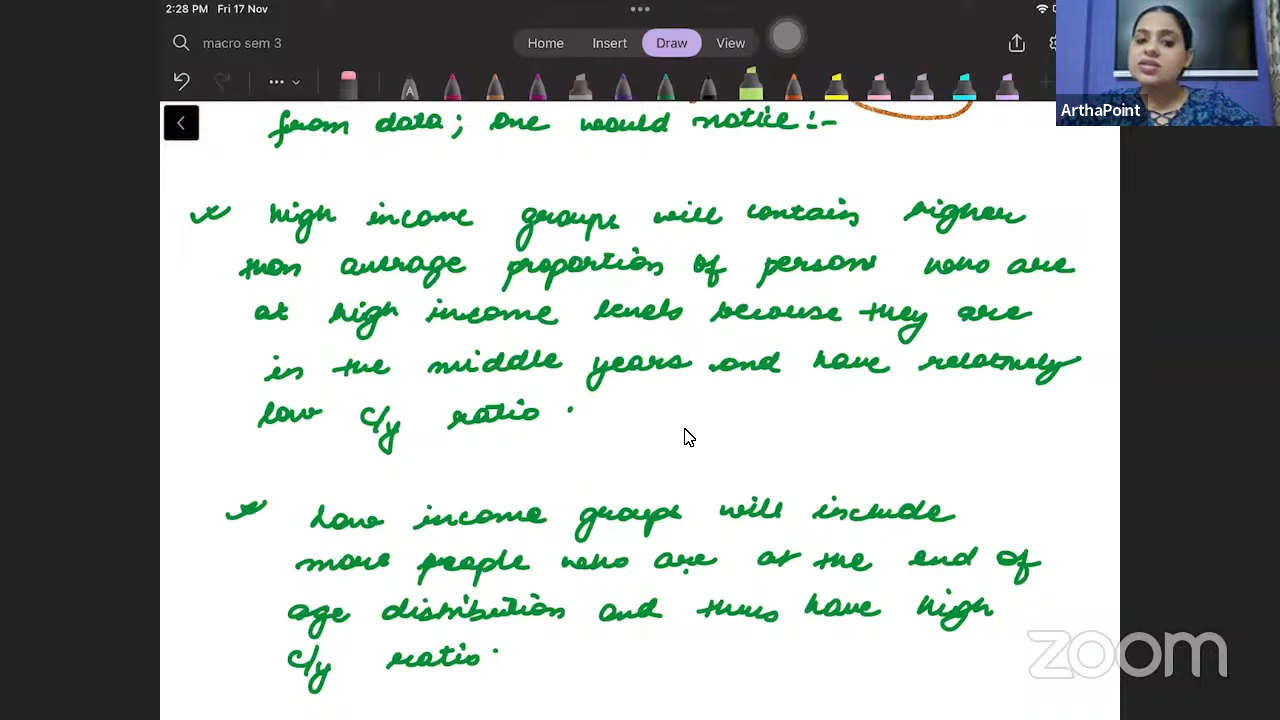 2:28 PM Fri 17 Nov
macro sem 3
Home Insert Draw View
ArthaPoint
from data; one would notice :-
* high income groups will contain higher
than average proportion of persons who are
at high income levels because they are
in the middle years and have relatively
low c/y ratio.
* low income groups will include
more people who are at the end of
age distribution and thus have high
c/y ratio.
zoom